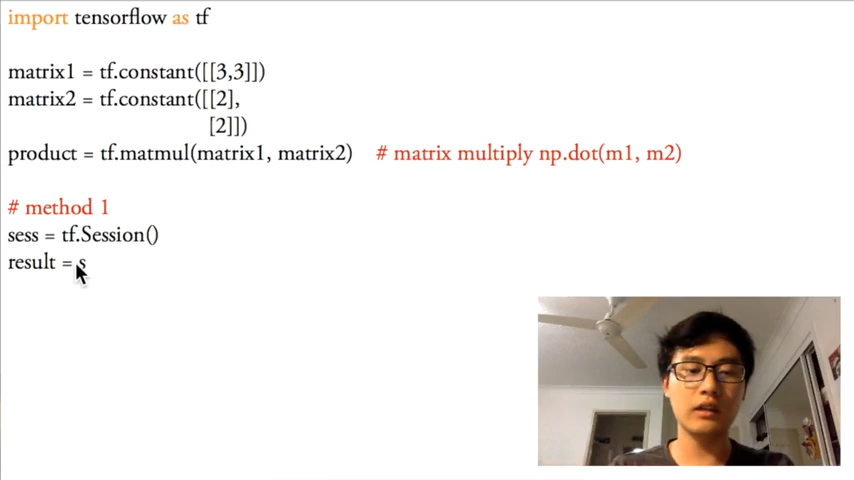 import tensorflow as tf
matrix1 = tf.constant([[3,3]])
matrix2 = tf.constant([[2],
[2]])
product = tf.matmul(matrix1, matrix2) # matrix multiply np.dot(m1, m2)
# method 1
sess = tf.Session()
result = s